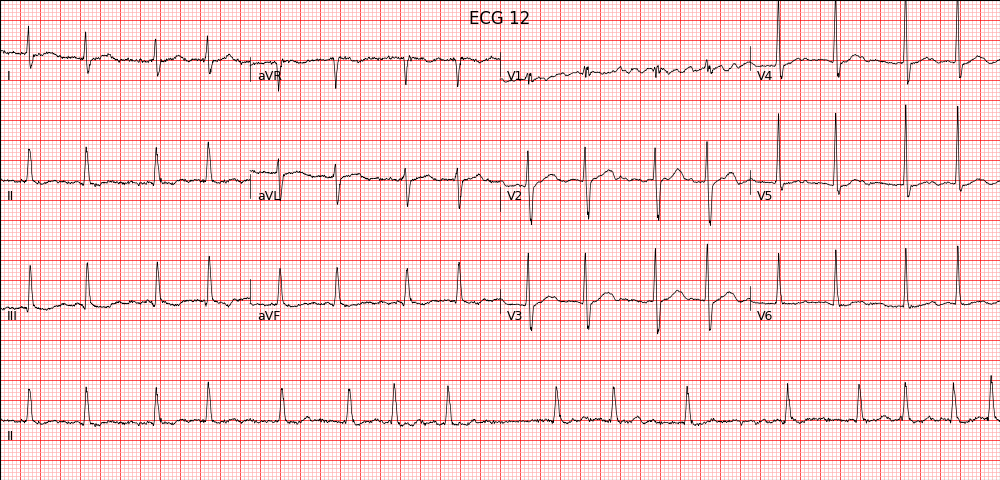 ECG 12
I aVR V1 V4
II aVL V2 V5
III aVF V3 V6
II